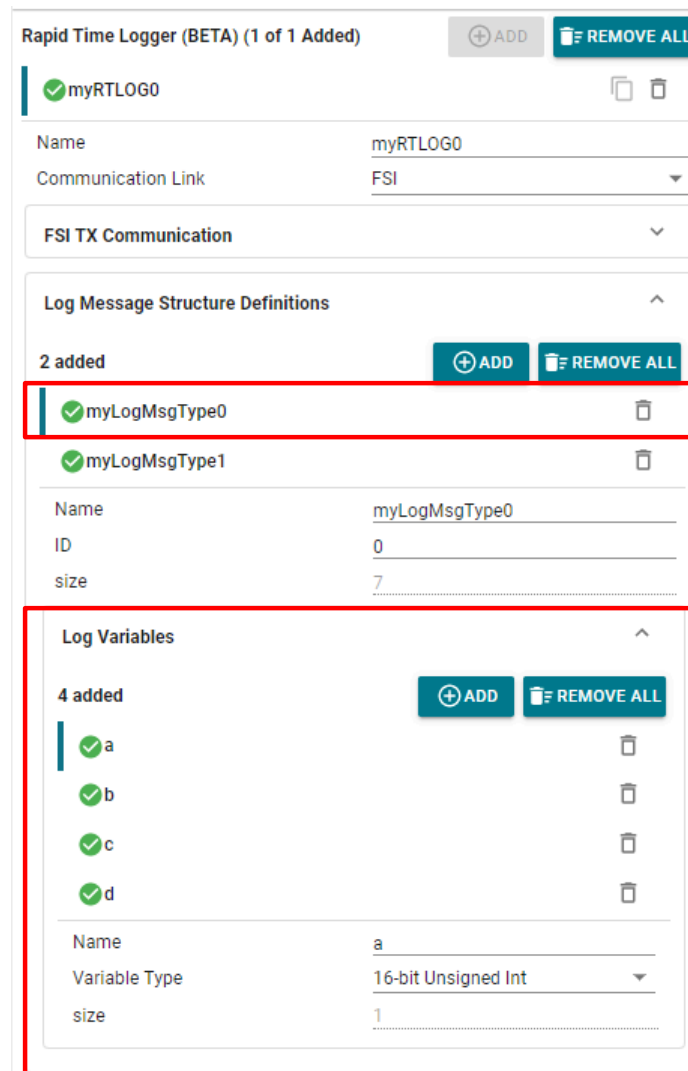 Rapid Time Logger (BETA) (1 of 1 Added) ADD REMOVE ALL
myRTLOG0
Name myRTLOG0
Communication Link FSI
FSI TX Communication
Log Message Structure Definitions
2 added ADD REMOVE ALL
myLogMsgType0
myLogMsgType1
Name myLogMsgType0
ID 0
size 7
Log Variables
4 added ADD REMOVE ALL
a
b
c
d
Name a
Variable Type 16-bit Unsigned Int
size 1